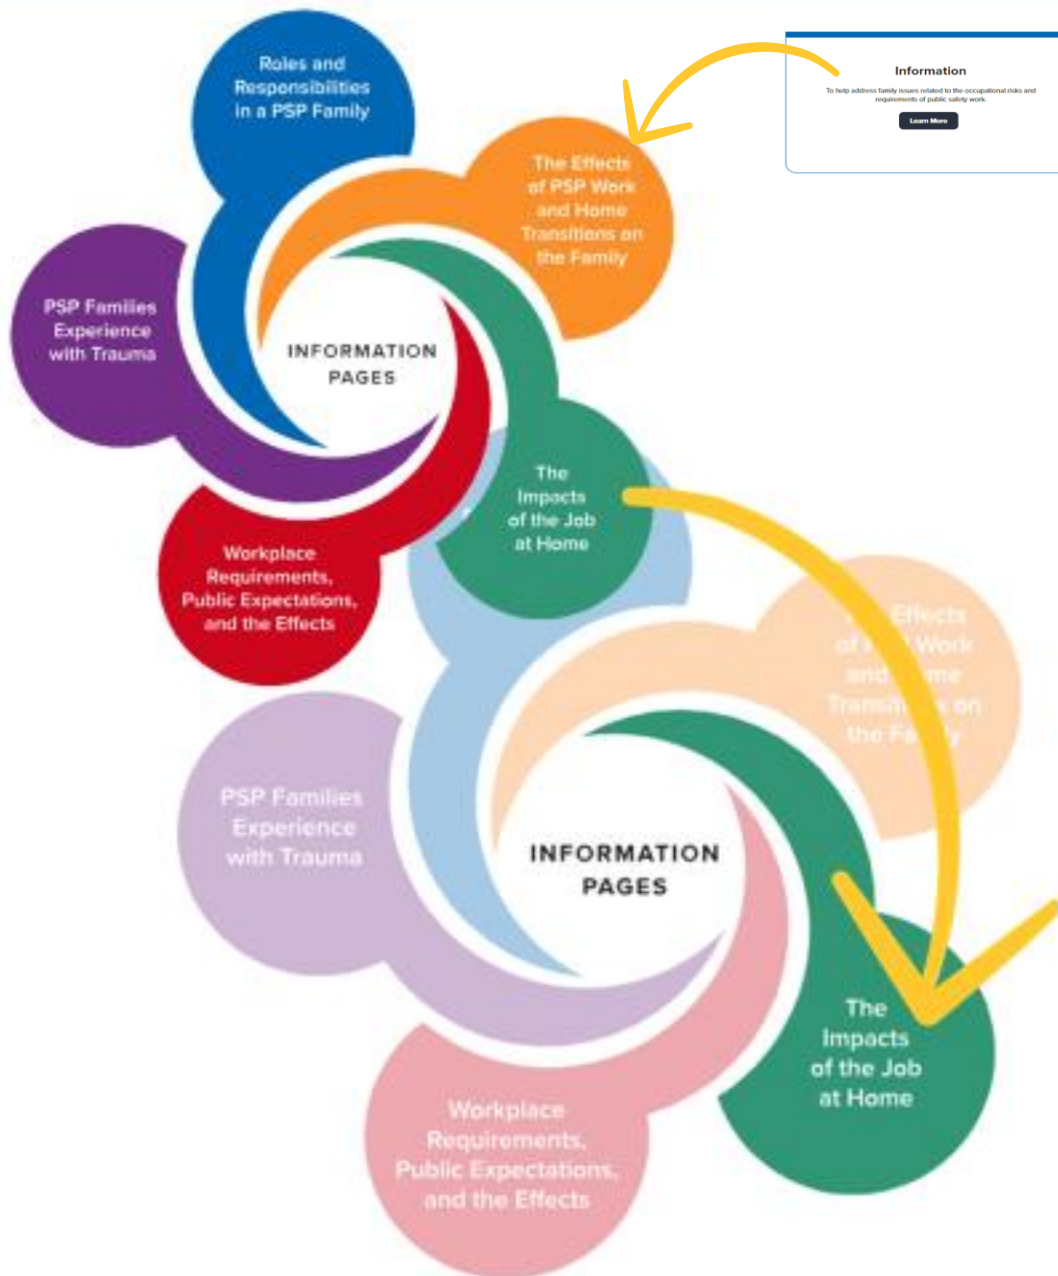 Information
To help address family issues related to the occupational risks and
requirements of public safety work.
Learn More
Roles and
Responsibilities
in a PSP Family
The Effects
of PSP Work
and Home
Transitions on
the Family
PSP Families
Experience
with Trauma
INFORMATION
PAGES
The
Impacts
of the Job
at Home
Workplace
Requirements,
Public Expectations,
and the Effects
Effects
of Work
and
on
the
PSP Families
Experience
with Trauma
INFORMATION
PAGES
The
Impacts
of the Job
at Home
Workplace
Requirements,
Public Expectations,
and the Effects